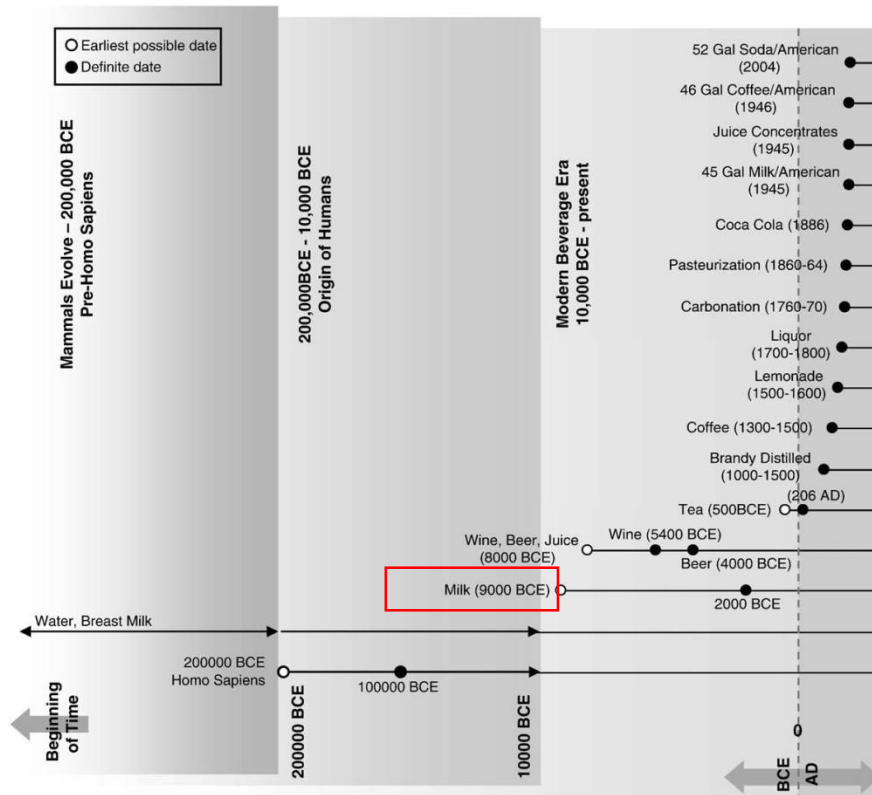 Earliest possible date
Definite date
Mammals Evolve – 200,000 BCE
Pre-Homo Sapiens
200,000BCE - 10,000 BCE
Origin of Humans
Modern Beverage Era
10,000 BCE - present
52 Gal Soda/American
(2004)
46 Gal Coffee/American
(1946)
Juice Concentrates
(1945)
45 Gal Milk/American
(1945)
Coca Cola (1886)
Pasteurization (1860-64)
Carbonation (1760-70)
Liquor
(1700-1800)
Lemonade
(1500-1600)
Coffee (1300-1500)
Brandy Distilled
(1000-1500)
(206 AD)
Tea (500BCE)
Wine, Beer, Juice
(8000 BCE)
Wine (5400 BCE)
Beer (4000 BCE)
Milk (9000 BCE)
2000 BCE
Water, Breast Milk
200000 BCE
Homo Sapiens
100000 BCE
Beginning
of Time
200000 BCE
10000 BCE
0
BCE
AD